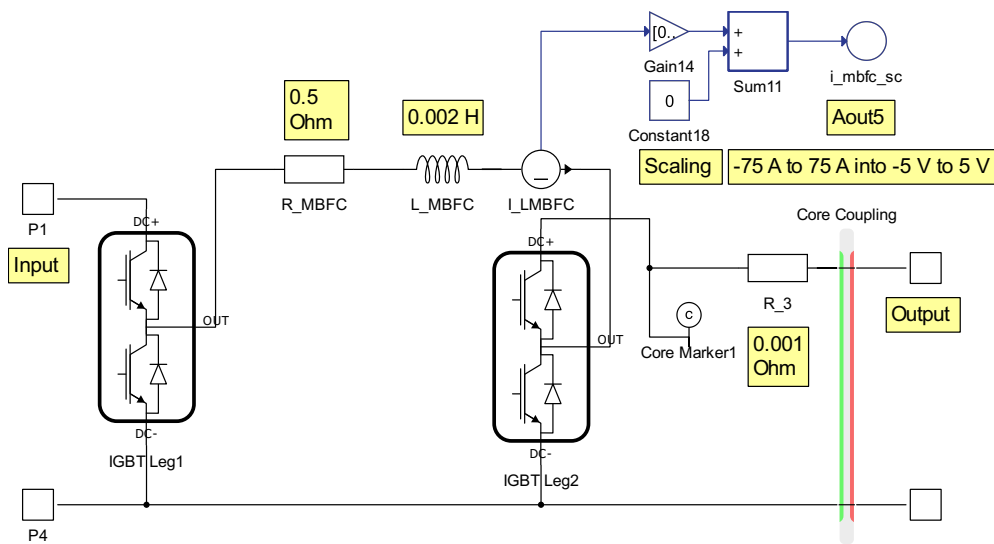 [0..
+
+
Gain14
0
Sum11
i_mbfc_sc
Constant18
Aout5
0.5
Ohm
0.002 H
Scaling
-75 A to 75 A into -5 V to 5 V
R_MBFC
L_MBFC
I_LMBFC
P1
Input
DC+
OUT
DC-
IGBT Leg1
DC+
OUT
DC-
IGBT Leg2
Core Coupling
R_3
c
Core Marker1
0.001
Ohm
Output
P4